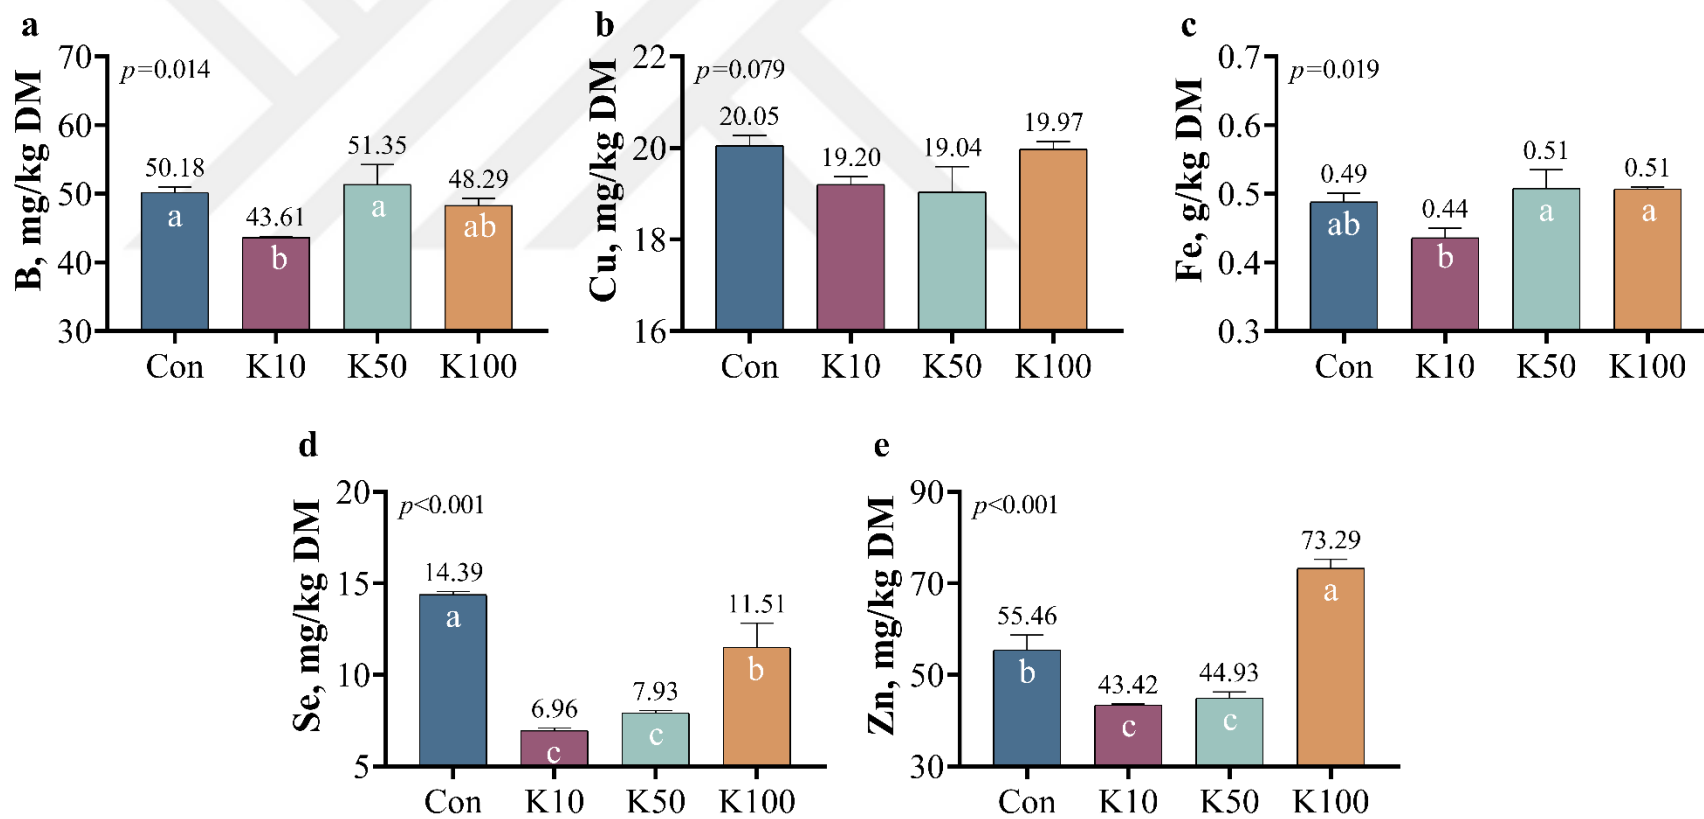 a
B, mg/kg DM
70
60
50
40
30
p=0.014
50.18
43.61
51.35
48.29
a
b
a
ab
Con K10 K50 K100
b
Cu, mg/kg DM
22
20
18
16
p=0.079
20.05
19.20
19.04
19.97
Con K10 K50 K100
c
Fe, g/kg DM
0.7
0.6
0.5
0.4
0.3
p=0.019
0.49
0.44
0.51
0.51
ab
b
a
a
Con K10 K50 K100
d
Se, mg/kg DM
20
15
10
5
p<0.001
14.39
6.96
7.93
11.51
a
c
c
b
Con K10 K50 K100
e
Zn, mg/kg DM
90
70
50
30
p<0.001
55.46
43.42
44.93
73.29
b
c
c
a
Con K10 K50 K100